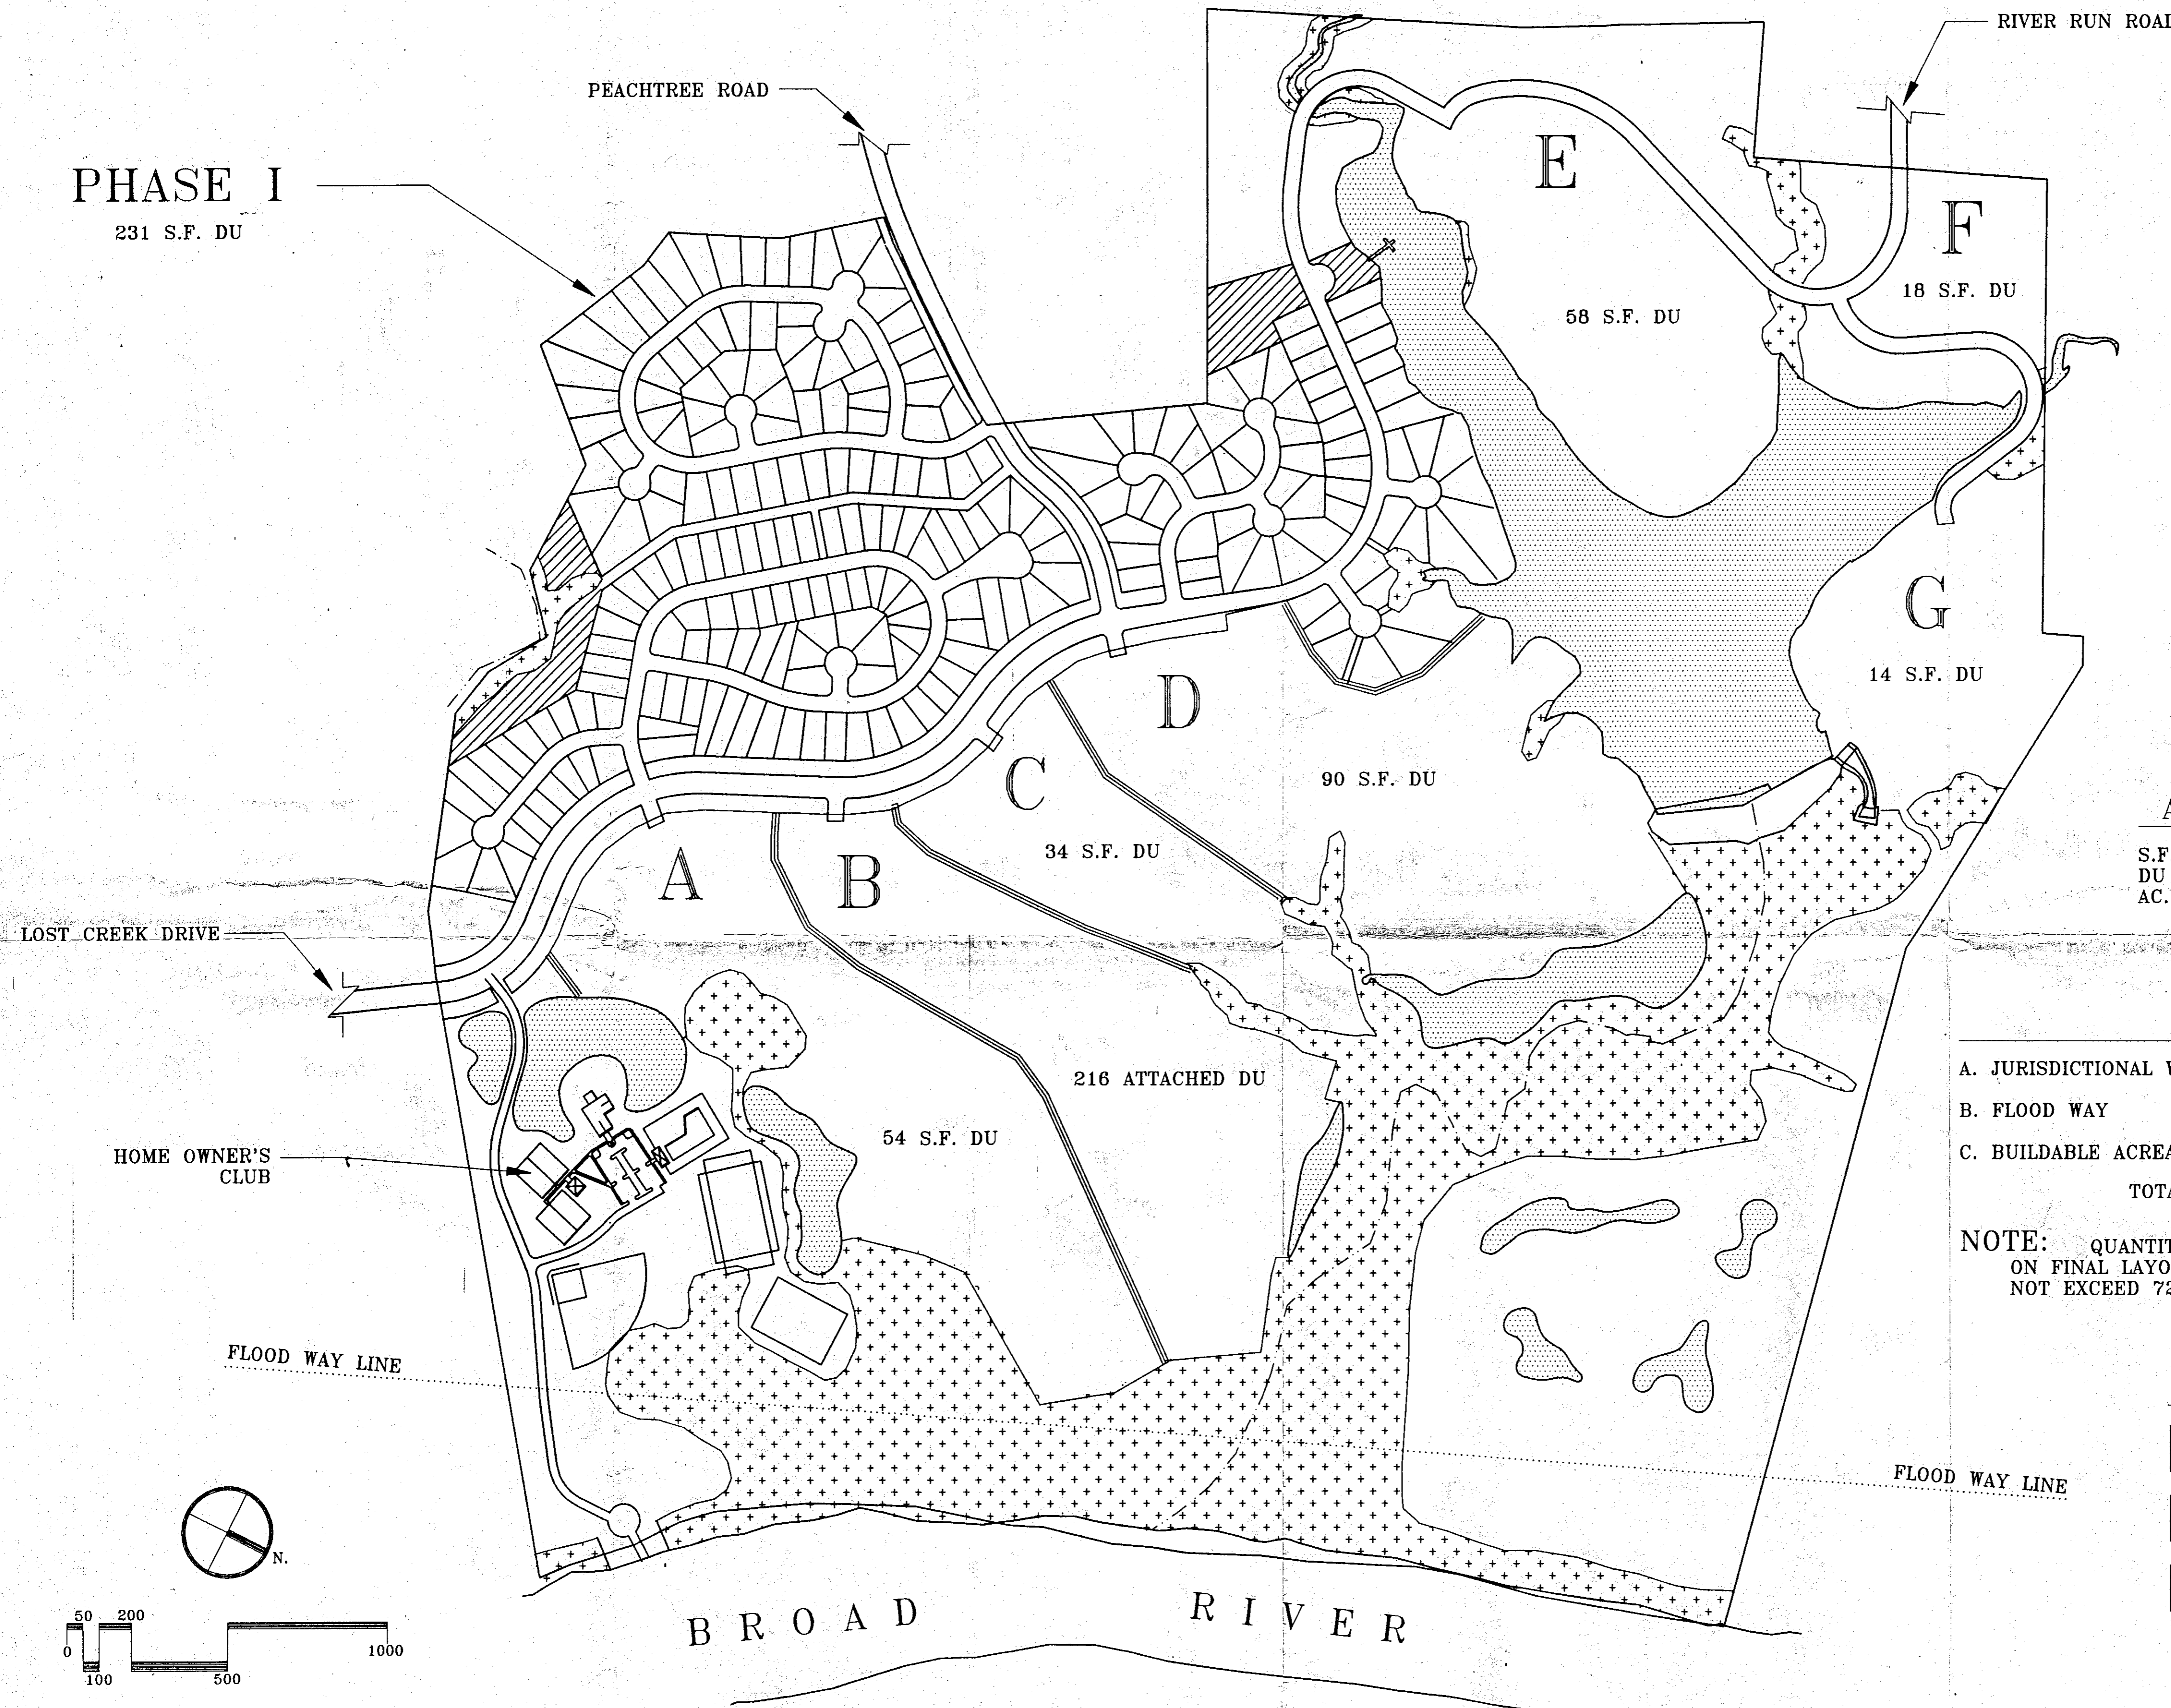 RIVER RUN ROAD
PEACHTREE ROAD
PHASE I
231 S.F. DU
E
58 S.F. DU
F
18 S.F. DU
G
14 S.F. DU
D
90 S.F. DU
C
34 S.F. DU
A
B
LOST CREEK DRIVE
216 ATTACHED DU
54 S.F. DU
HOME OWNER'S
CLUB
S.F
DU
AC.
A. JURISDICTIONAL
B. FLOOD WAY
C. BUILDABLE
NOTE:
ON FINAL
NOT EXCEED
FLOOD WAY LINE
FLOOD WAY LINE
N.
50 200
0 1000
100 500
BROAD RIVER